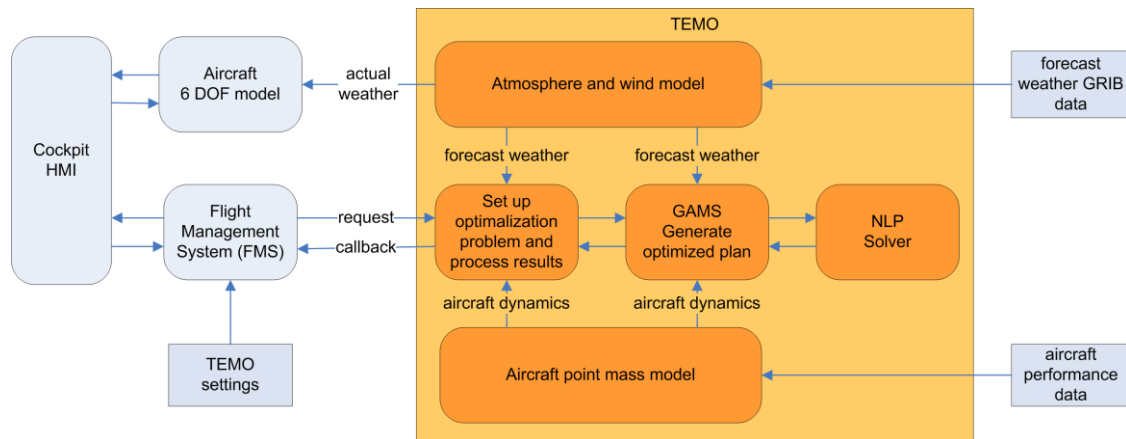 TEMO
Aircraft
6 DOF model
actual
weather
Atmosphere and wind model
forecast
weather GRIB
data
Cockpit
HMI
forecast weather
forecast weather
Flight
Management
System (FMS)
request
callback
Set up
optimalization
problem and
process results
GAMS
Generate
optimized plan
NLP
Solver
aircraft dynamics
aircraft dynamics
TEMO
settings
Aircraft point mass model
aircraft
performance
data